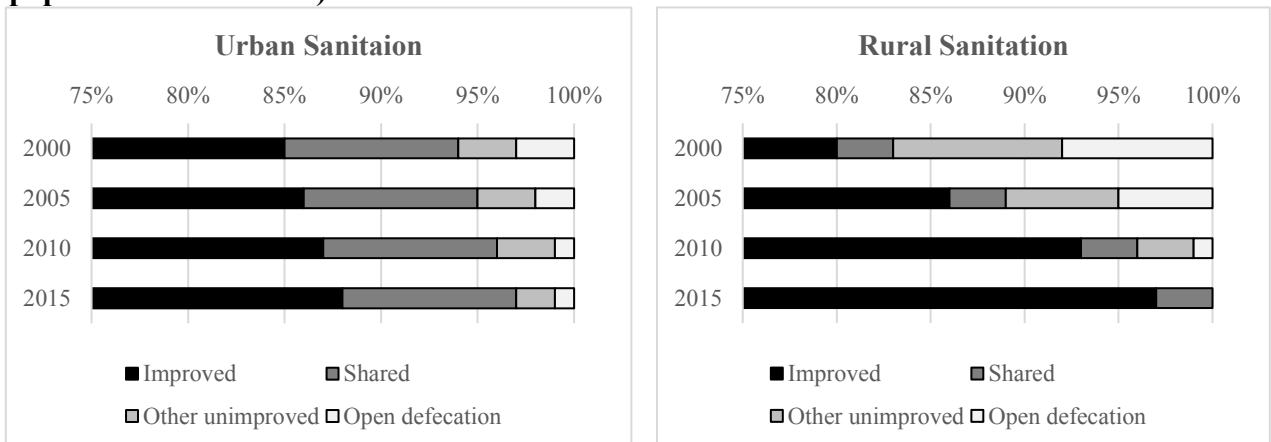 Urban Sanitaion
75% 80% 85% 90% 95% 100%
2000
2005
2010
2015
Improved Shared
Other unimproved Open defecation
Rural Sanitation
75% 80% 85% 90% 95% 100%
2000
2005
2010
2015
Improved Shared
Other unimproved Open defecation